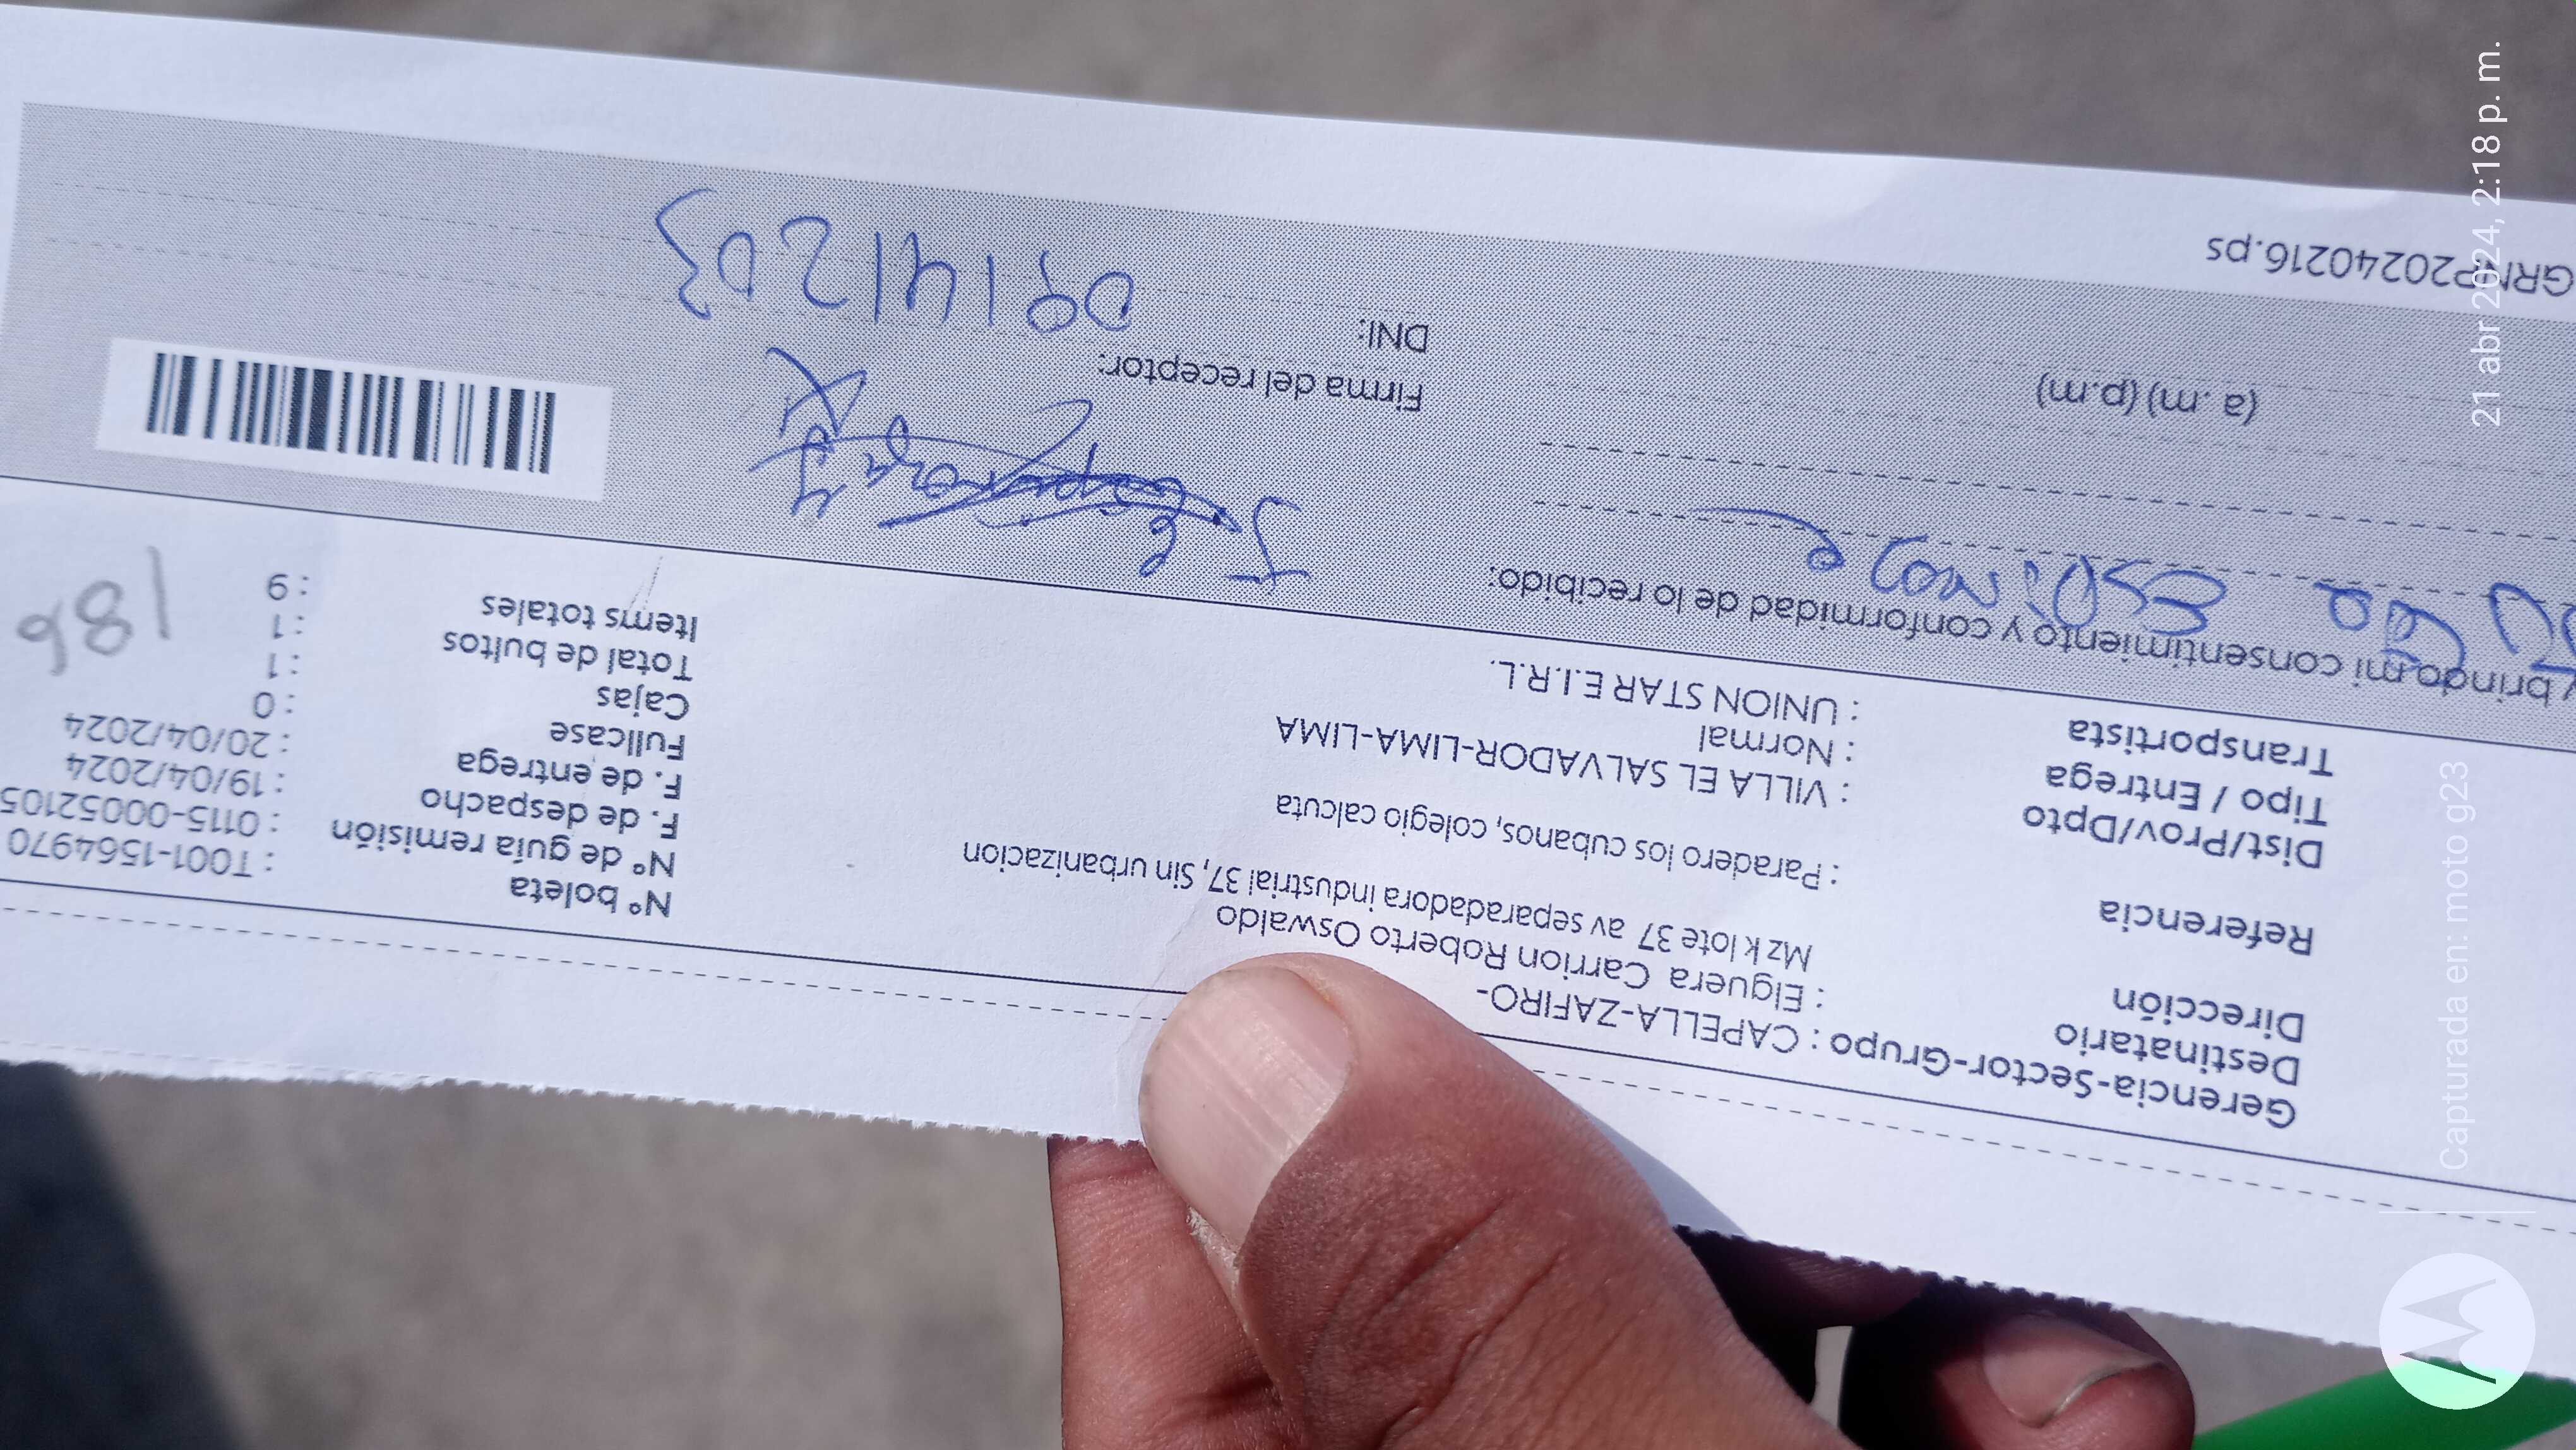 Gerencia-Sector-Grupo : CAPELLA-ZAFIRO-
Destinatario : Elguera Carrion Roberto Oswaldo
Dirección Mz k lote 37 av separadadora industrial 37, Sin urbanizacion
Referencia : Paradero los cubanos, colegio calcuta
Dist/Prov/Dpto : VILLA EL SALVADOR-LIMA-LIMA
Tipo / Entrega : Normal
Transportista : UNION STAR E.I.R.L.
Nº boleta : T001-1564970
Nº de guía remisión : 0115-00052105
F. de despacho : 19/04/2024
F. de entrega : 20/04/2024
Fullcase : 0
Cajas : 1
Total de bultos : 1
Items totales : 9
186
y brindo mi consentimiento y conformidad de lo recibido:
(a .m) (p.m)
Firma del receptor:
DNI: 09141203
GRNP20240216.ps
21 abr 2024, 2:18 p. m.
Capturada en: moto g23